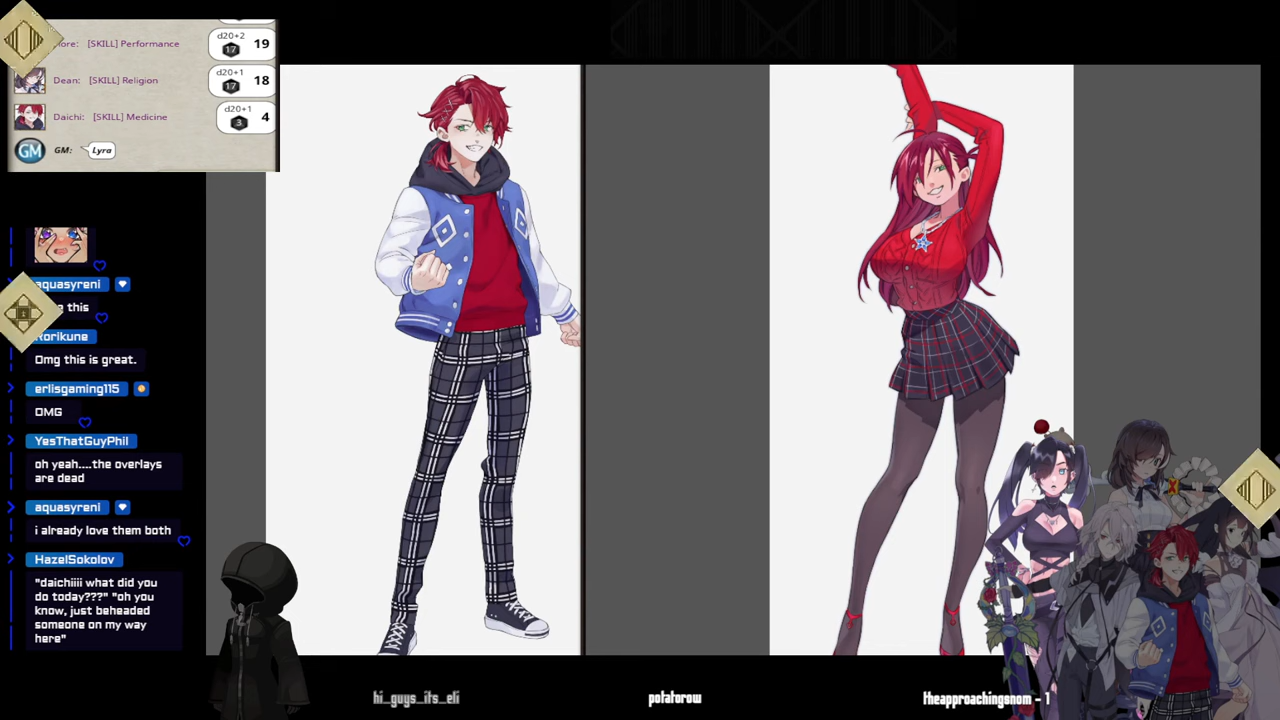 [SKILL] Performance
d20+2
17
19
Dean: [SKILL] Religion
d20+1
17
18
Daichi: [SKILL] Medicine
d20+1
3
4
GM
GM:
Lyra
aquasyreni
this
Rorikune
Omg this is great.
erlisgaming115
OMG
YesThatGuyPhil
oh yeah....the overlays
are dead
aquasyreni
i already love them both
HazelSokolov
"daichiiii what did you
do today???" "oh you
know, just beheaded
someone on my way
here"
hi_guys_its_eli
potatorow
theapproachingsnom - 1